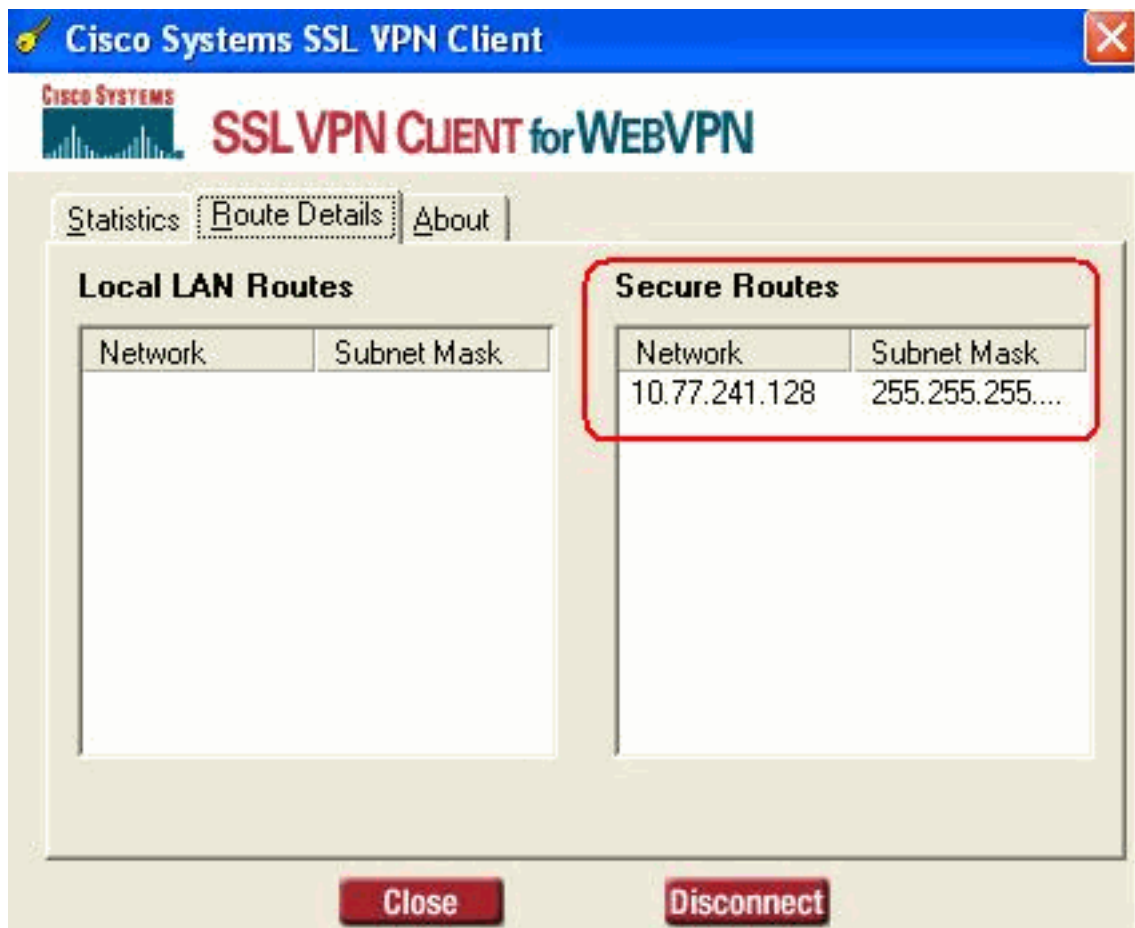 Cisco Systems SSL VPN Client
CISCO SYSTEMS
SSL VPN CLIENT for WEBVPN
Statistics Route Details About
Local LAN Routes Secure Routes
Network Subnet Mask Network Subnet Mask
10.77.241.128 255.255.255....
Close Disconnect